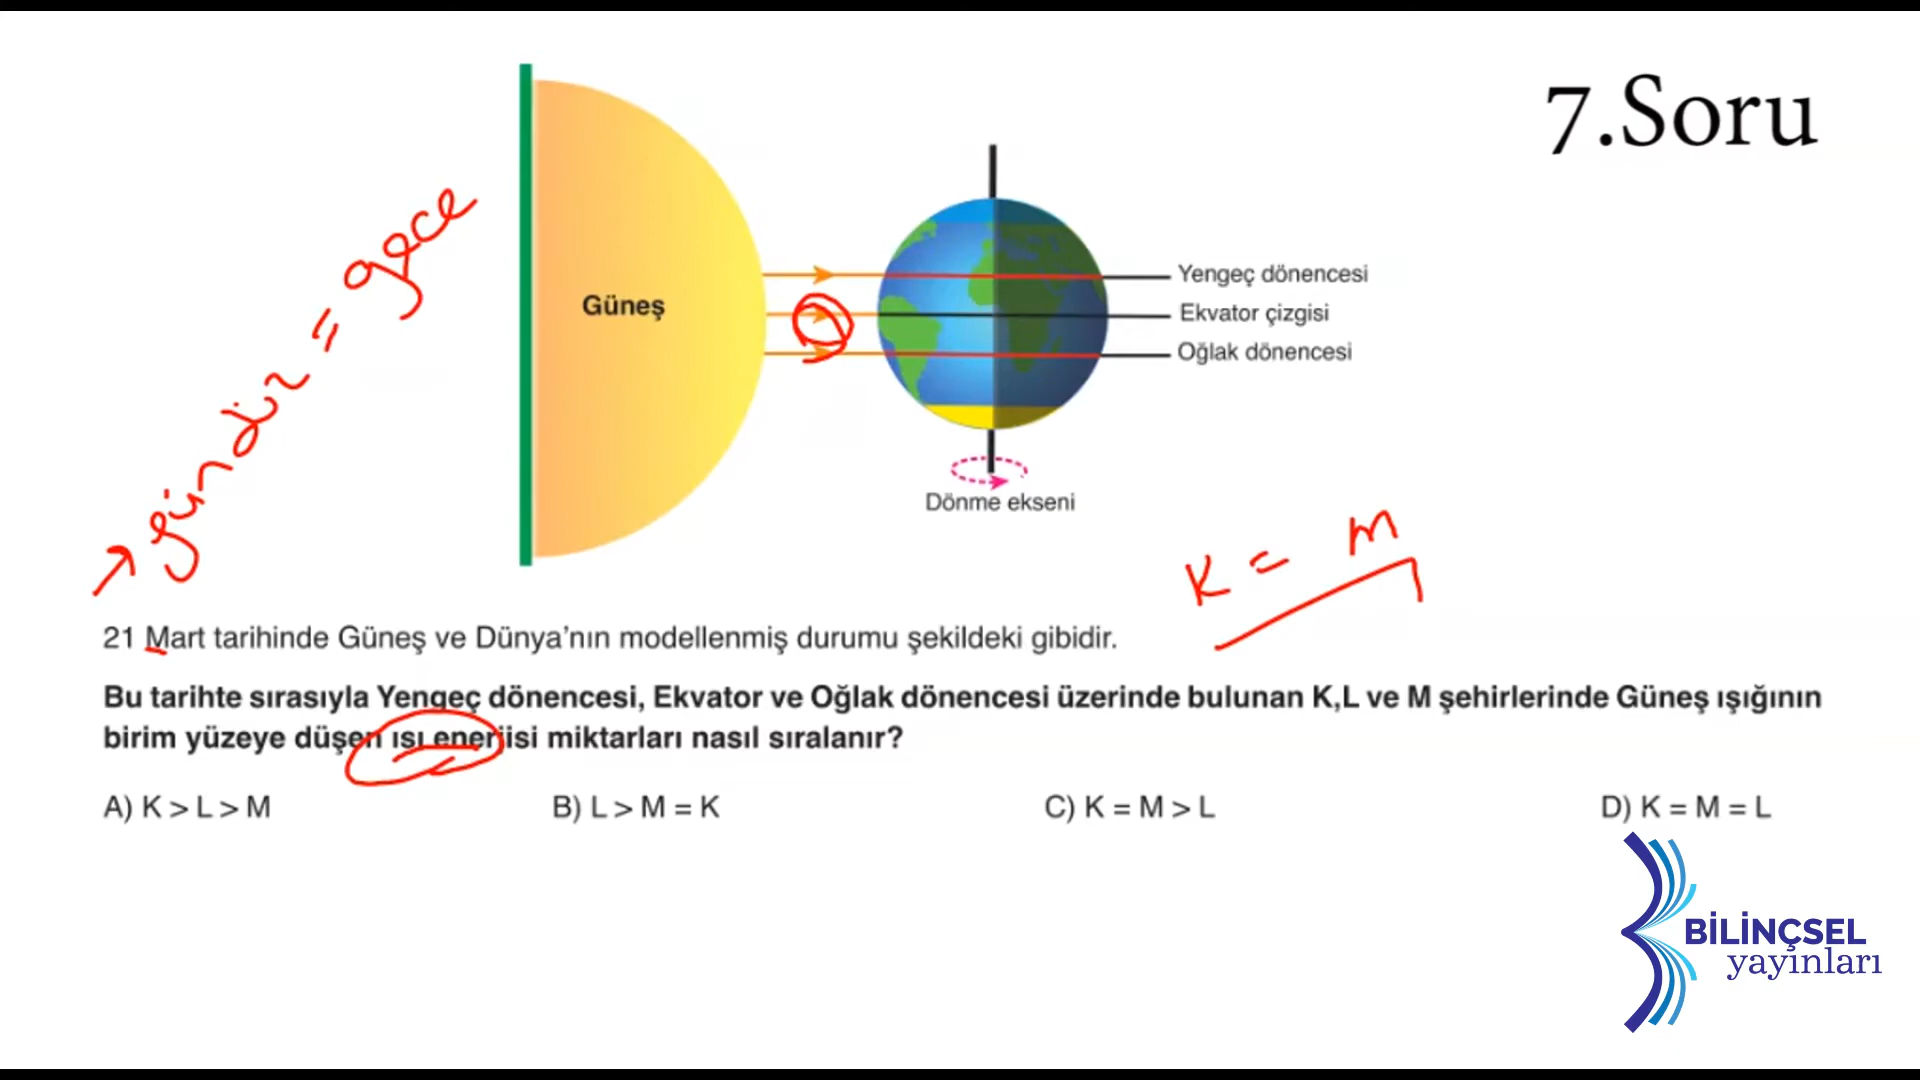 7.Soru
gündüz = gece
Güneş
Yengeç dönencesi
Ekvator çizgisi
Oğlak dönencesi
Dönme ekseni
K = M
21 Mart tarihinde Güneş ve Dünya’nın modellenmiş durumu şekildeki gibidir.
Bu tarihte sırasıyla Yengeç dönencesi, Ekvator ve Oğlak dönencesi üzerinde bulunan K,L ve M şehirlerinde Güneş ışığının
birim yüzeye düşen ısı enerjisi miktarları nasıl sıralanır?
A) K > L > M
B) L > M = K
C) K = M > L
D) K = M = L
BİLİNÇSEL
yayınları